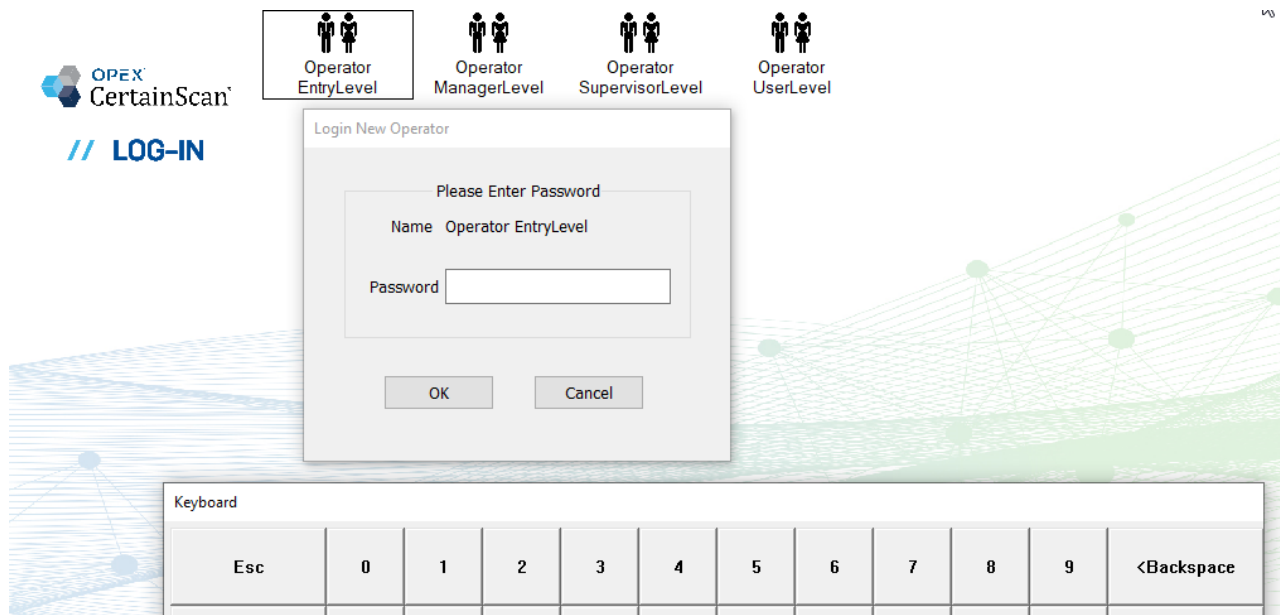 Operator
EntryLevel
Operator
ManagerLevel
Operator
SupervisorLevel
Operator
UserLevel
OPEX
CertainScan
// LOG-IN
Login New Operator
Please Enter Password
Name Operator EntryLevel
Password
OK Cancel
Keyboard
Esc 0 1 2 3 4 5 6 7 8 9 <Backspace